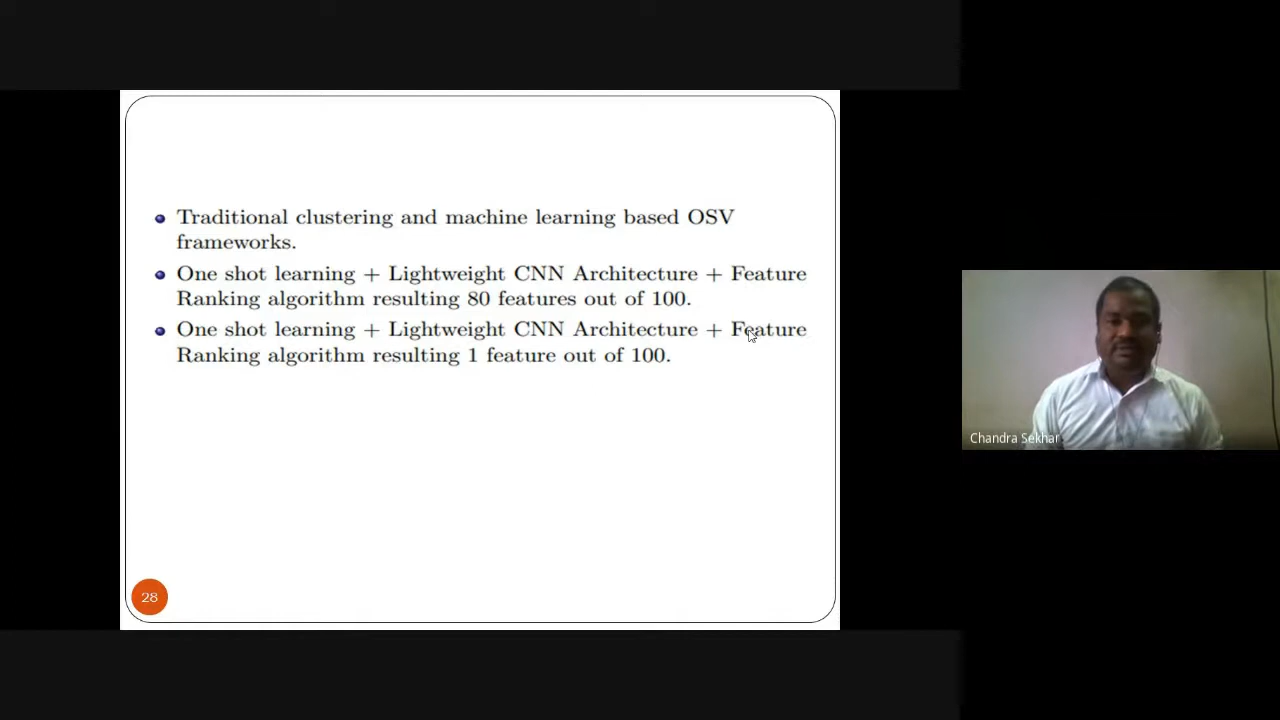 Traditional clustering and machine learning based OSV
frameworks.
One shot learning + Lightweight CNN Architecture + Feature
Ranking algorithm resulting 80 features out of 100.
One shot learning + Lightweight CNN Architecture + Feature
Ranking algorithm resulting 1 feature out of 100.
28
Chandra Sekhar